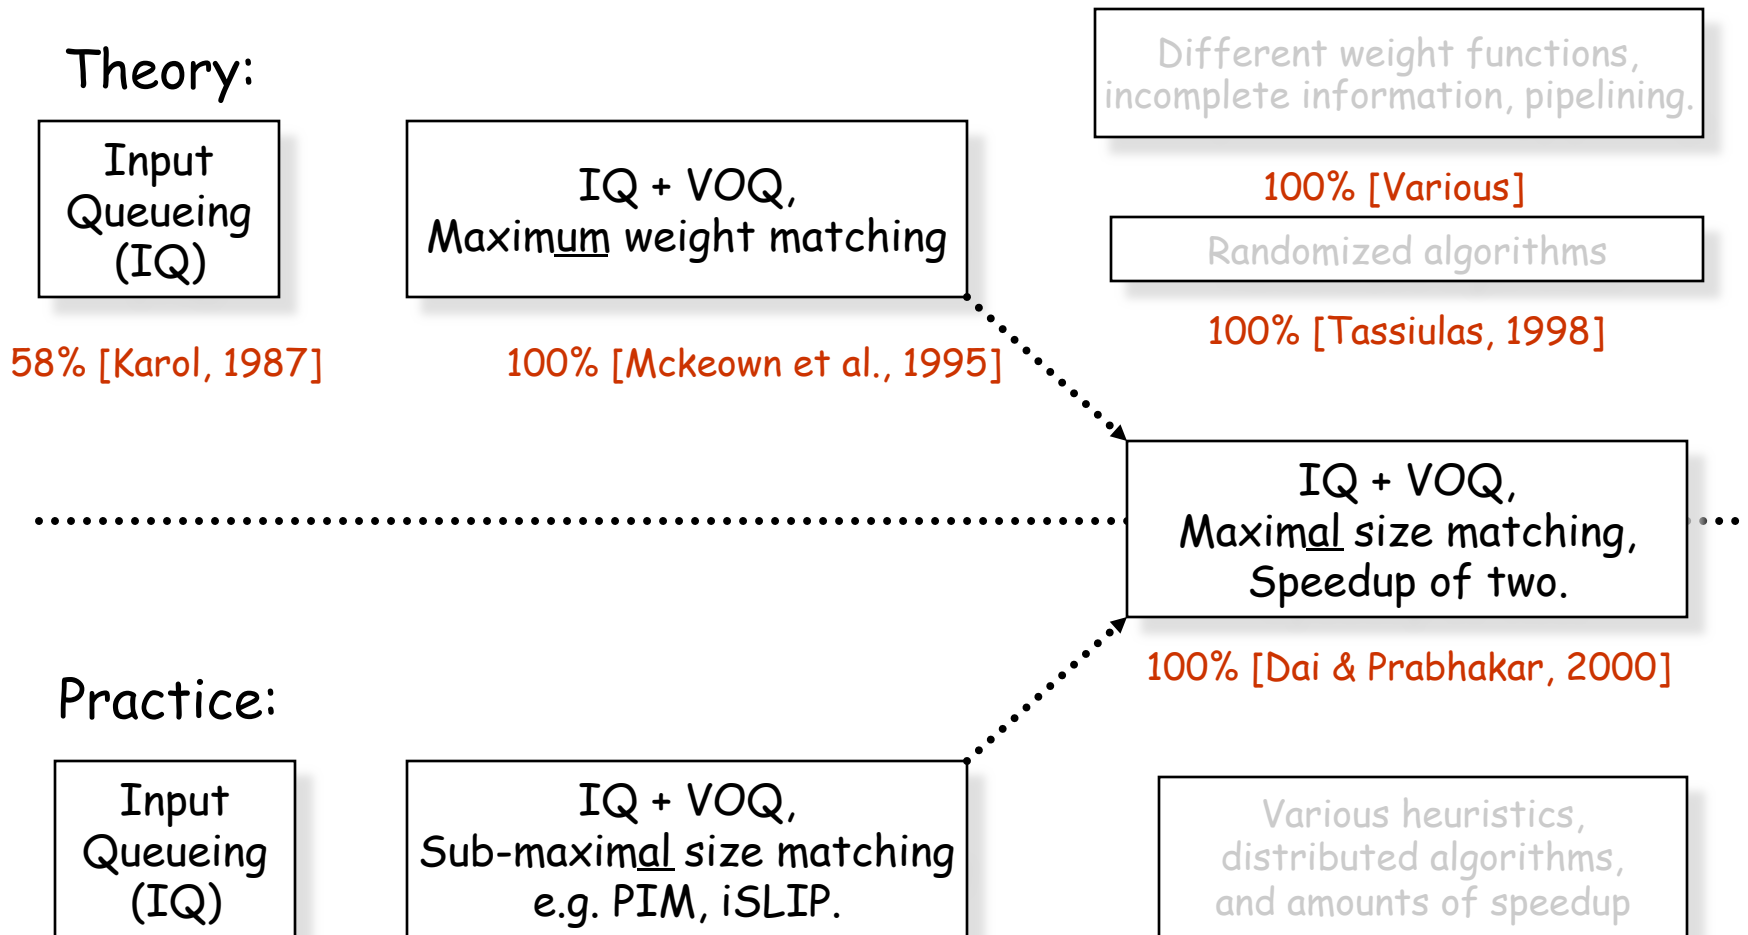 Theory:
Input
Queueing
(IQ)
58% [Karol, 1987]
IQ + VOQ,
Maximum weight matching
100% [Mckeown et al., 1995]
Different weight functions,
incomplete information, pipelining.
100% [Various]
Randomized algorithms
100% [Tassiulas, 1998]
IQ + VOQ,
Maximal size matching,
Speedup of two.
100% [Dai & Prabhakar, 2000]
Practice:
Input
Queueing
(IQ)
IQ + VOQ,
Sub-maximal size matching
e.g. PIM, iSLIP.
Various heuristics,
distributed algorithms,
and amounts of speedup